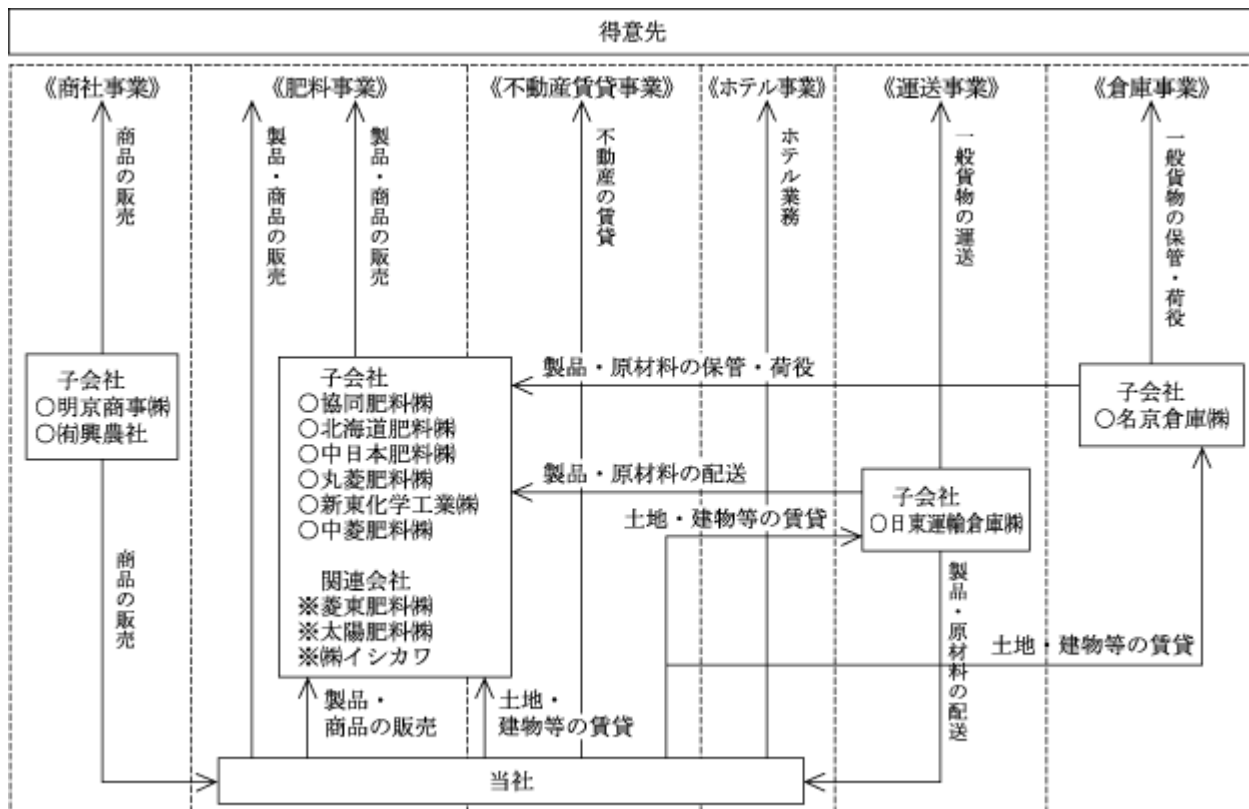 得意先
《商社事業》
《肥料事業》
《不動産賃貸事業》
《ホテル事業》
《運送事業》
《倉庫事業》
商品の販売
製品・商品の販売
製品・商品の販売
不動産の賃貸
ホテル業務
一般貨物の運送
一般貨物の保管・荷役
子会社
○明京商事㈱
○㈲興農社
子会社
○協同肥料㈱
○北海道肥料㈱
○中日本肥料㈱
○丸菱肥料㈱
○新東化学工業㈱
○中菱肥料㈱
関連会社
※菱東肥料㈱
※太陽肥料㈱
※㈱イシカワ
製品・原材料の保管・荷役
子会社
○名京倉庫㈱
製品・原材料の配送
子会社
○日東運輸倉庫㈱
土地・建物等の賃貸
商品の販売
製品・原材料の配送
土地・建物等の賃貸
製品・
商品の販売
土地・
建物等の賃貸
当社